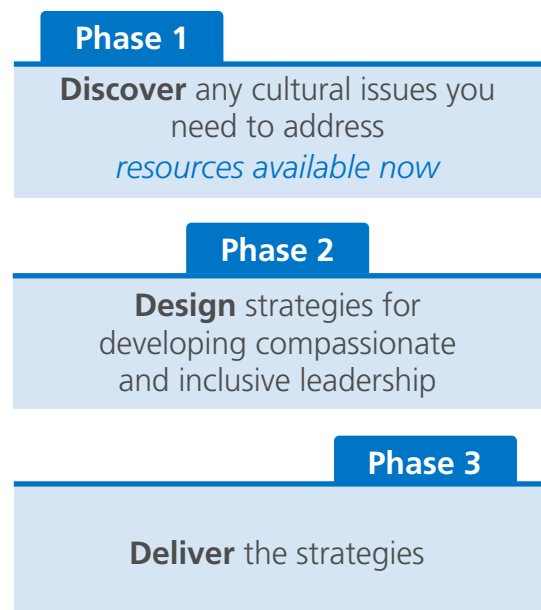 Phase 1
Discover any cultural issues you
need to address
resources available now
Phase 2
Design strategies for
developing compassionate
and inclusive leadership
Phase 3
Deliver the strategies